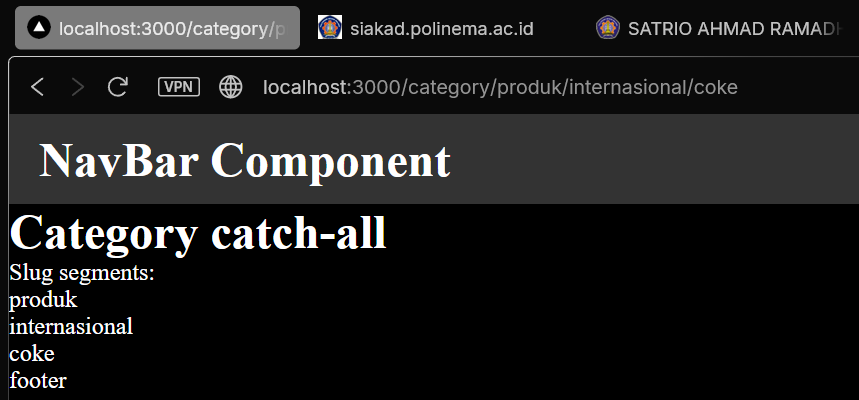 localhost:3000/category/p
siakad.polinema.ac.id
SATRIO AHMAD RAMADH
VPN
localhost:3000/category/produk/internasional/coke
NavBar Component
Category catch-all
Slug segments:
produk
internasional
coke
footer